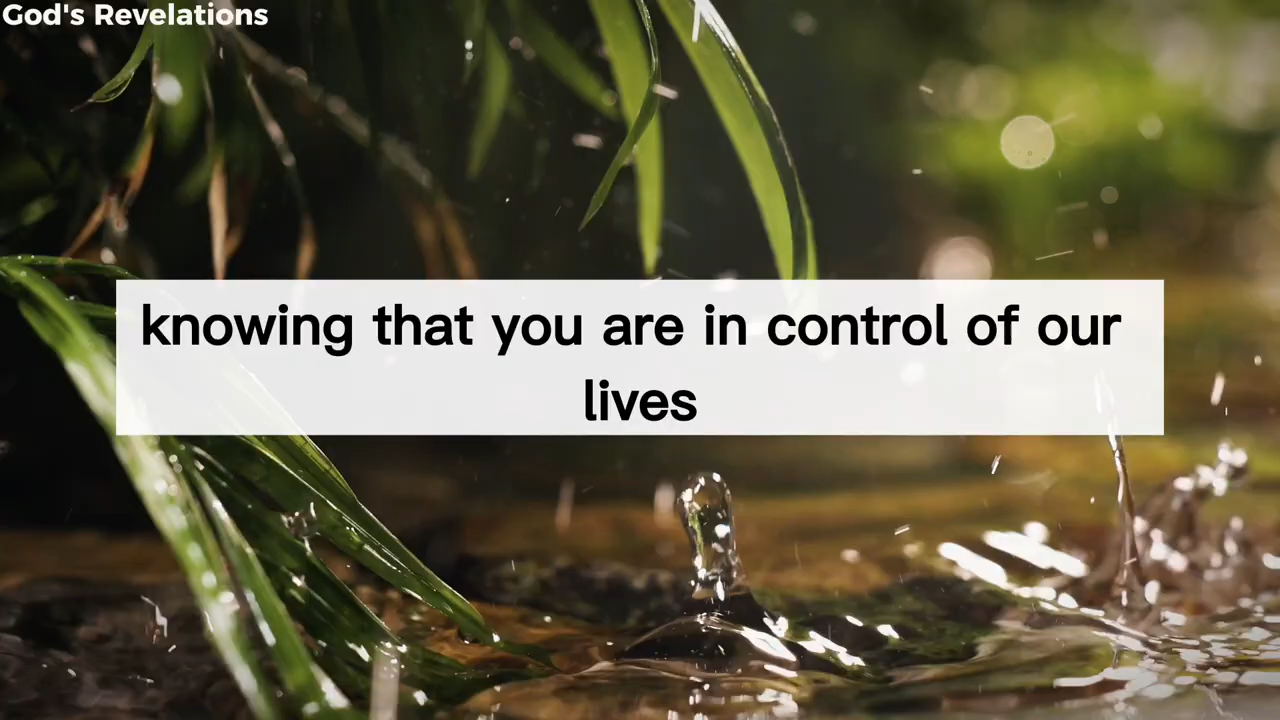 God's Revelations
knowing that you are in control of our
lives